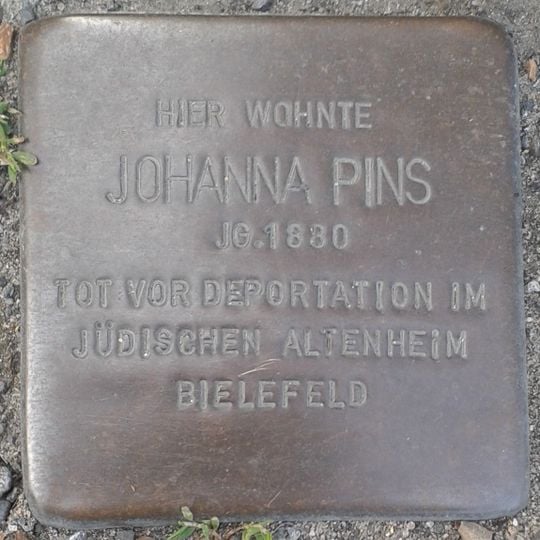 HIER WOHNTE
JOHANNA PINS
JG. 1880
TOT VOR DEPORTATION IM
JÜDISCHEN ALTENHEIM
BIELEFELD